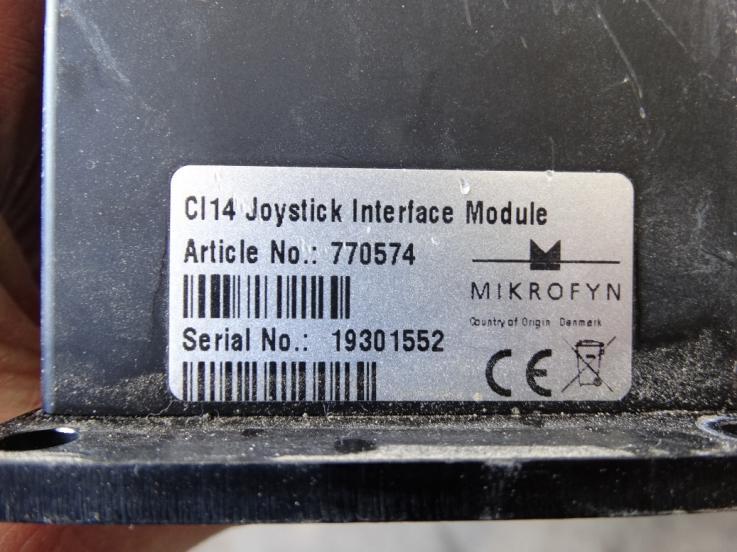 CI14 Joystick Interface Module
Article No.: 770574
MIKROFYN
Country of Origin Denmark
Serial No.: 19301552
CE